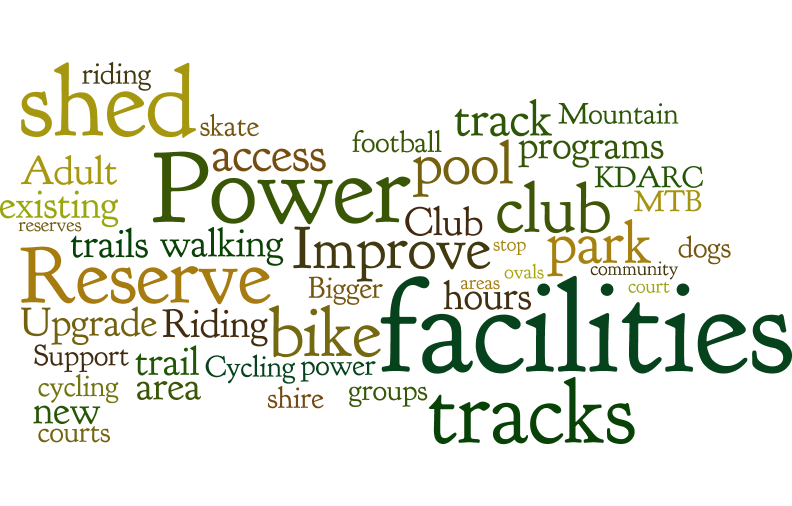 riding
shed
skate
track
Mountain
football
programs
access
pool
Adult
Power
KDARC
existing
club
MTB
Club
reserves
trails
walking
Improve
stop
park
dogs
Reserve
ovals
community
areas
court
Bigger
hours
facilities
Upgrade
Riding
bike
Support
trail
Cycling
power
cycling
area
shire
groups
new
tracks
courts